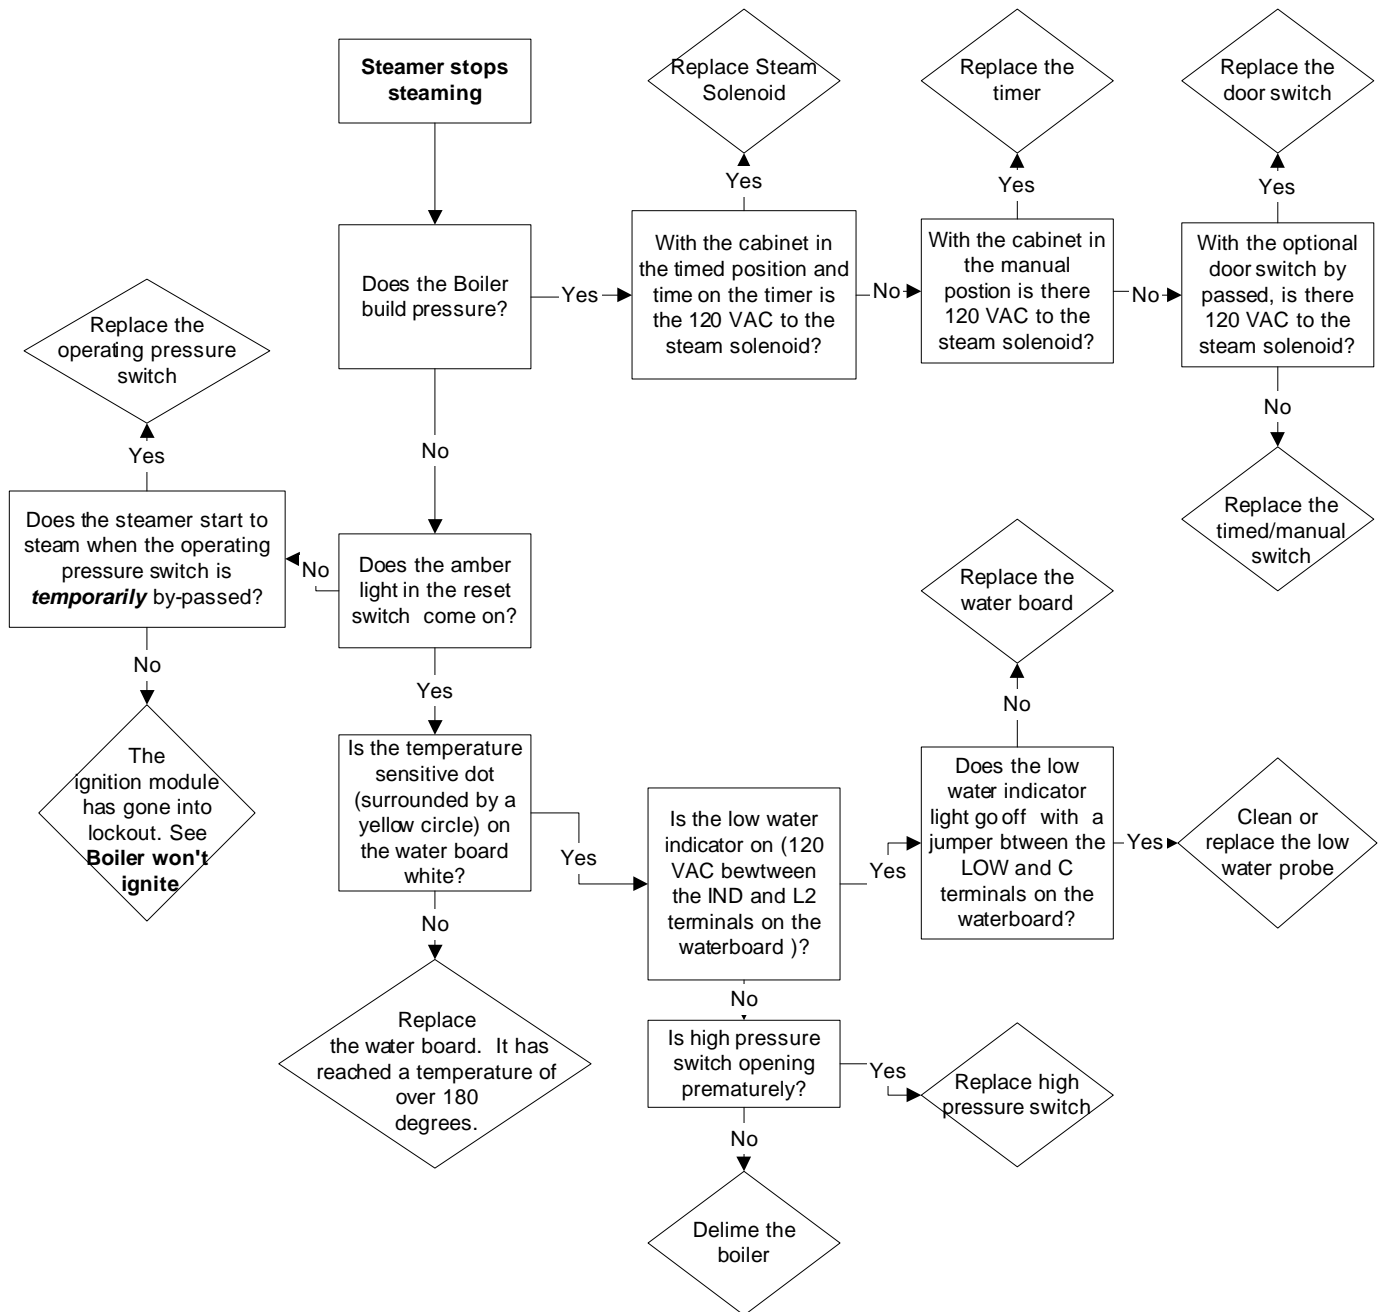 Steamer stops
steaming
Replace Steam
Solenoid
Replace the
timer
Replace the
door switch
Yes
Yes
Yes
Does the Boiler
build pressure?
Yes
With the cabinet in
the timed position and
time on the timer is
the 120 VAC to the
steam solenoid?
No
With the cabinet in
the manual
postion is there
120 VAC to the
steam solenoid?
No
With the optional
door switch by
passed, is there
120 VAC to the
steam solenoid?
No
Replace the
timed/manual
switch
Replace the
operating pressure
switch
Yes
No
Does the steamer start to
steam when the operating
pressure switch is
temporarily by-passed?
No
Does the amber
light in the reset
switch come on?
No
The
ignition module
has gone into
lockout. See
Boiler won't
ignite
Yes
Is the temperature
sensitive dot
(surrounded by a
yellow circle) on
the water board
white?
Yes
No
Replace
the water board. It has
reached a temperature of
over 180
degrees.
Is the low water
indicator on (120
VAC bewtween
the IND and L2
terminals on the
waterboard )?
Yes
Replace the
water board
No
Does the low
water indicator
light go off with a
jumper btween the
LOW and C
terminals on the
waterboard?
Yes
Clean or
replace the low
water probe
No
Is high pressure
switch opening
prematurely?
Yes
Replace high
pressure switch
No
Delime the
boiler